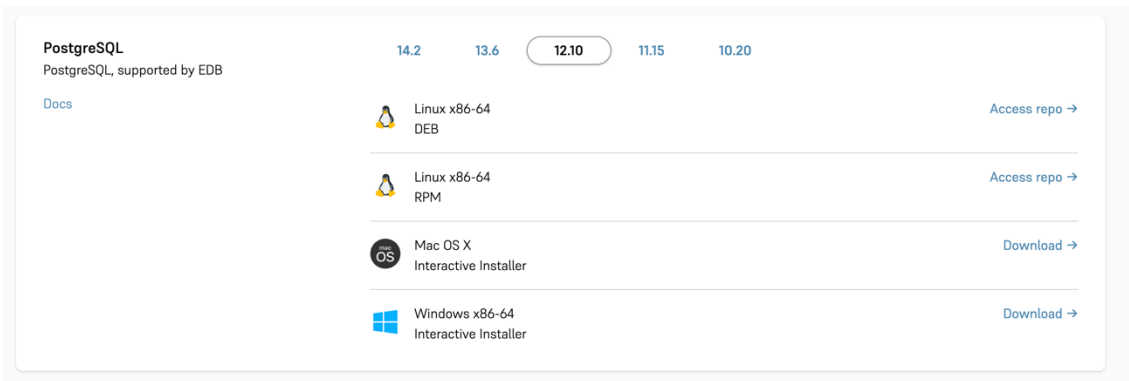 PostgreSQL
PostgreSQL, supported by EDB
Docs
14.2 13.6 12.10 11.15 10.20
Linux x86-64
DEB
Access repo →
Linux x86-64
RPM
Access repo →
mac
OS
Mac OS X
Interactive Installer
Download →
Windows x86-64
Interactive Installer
Download →